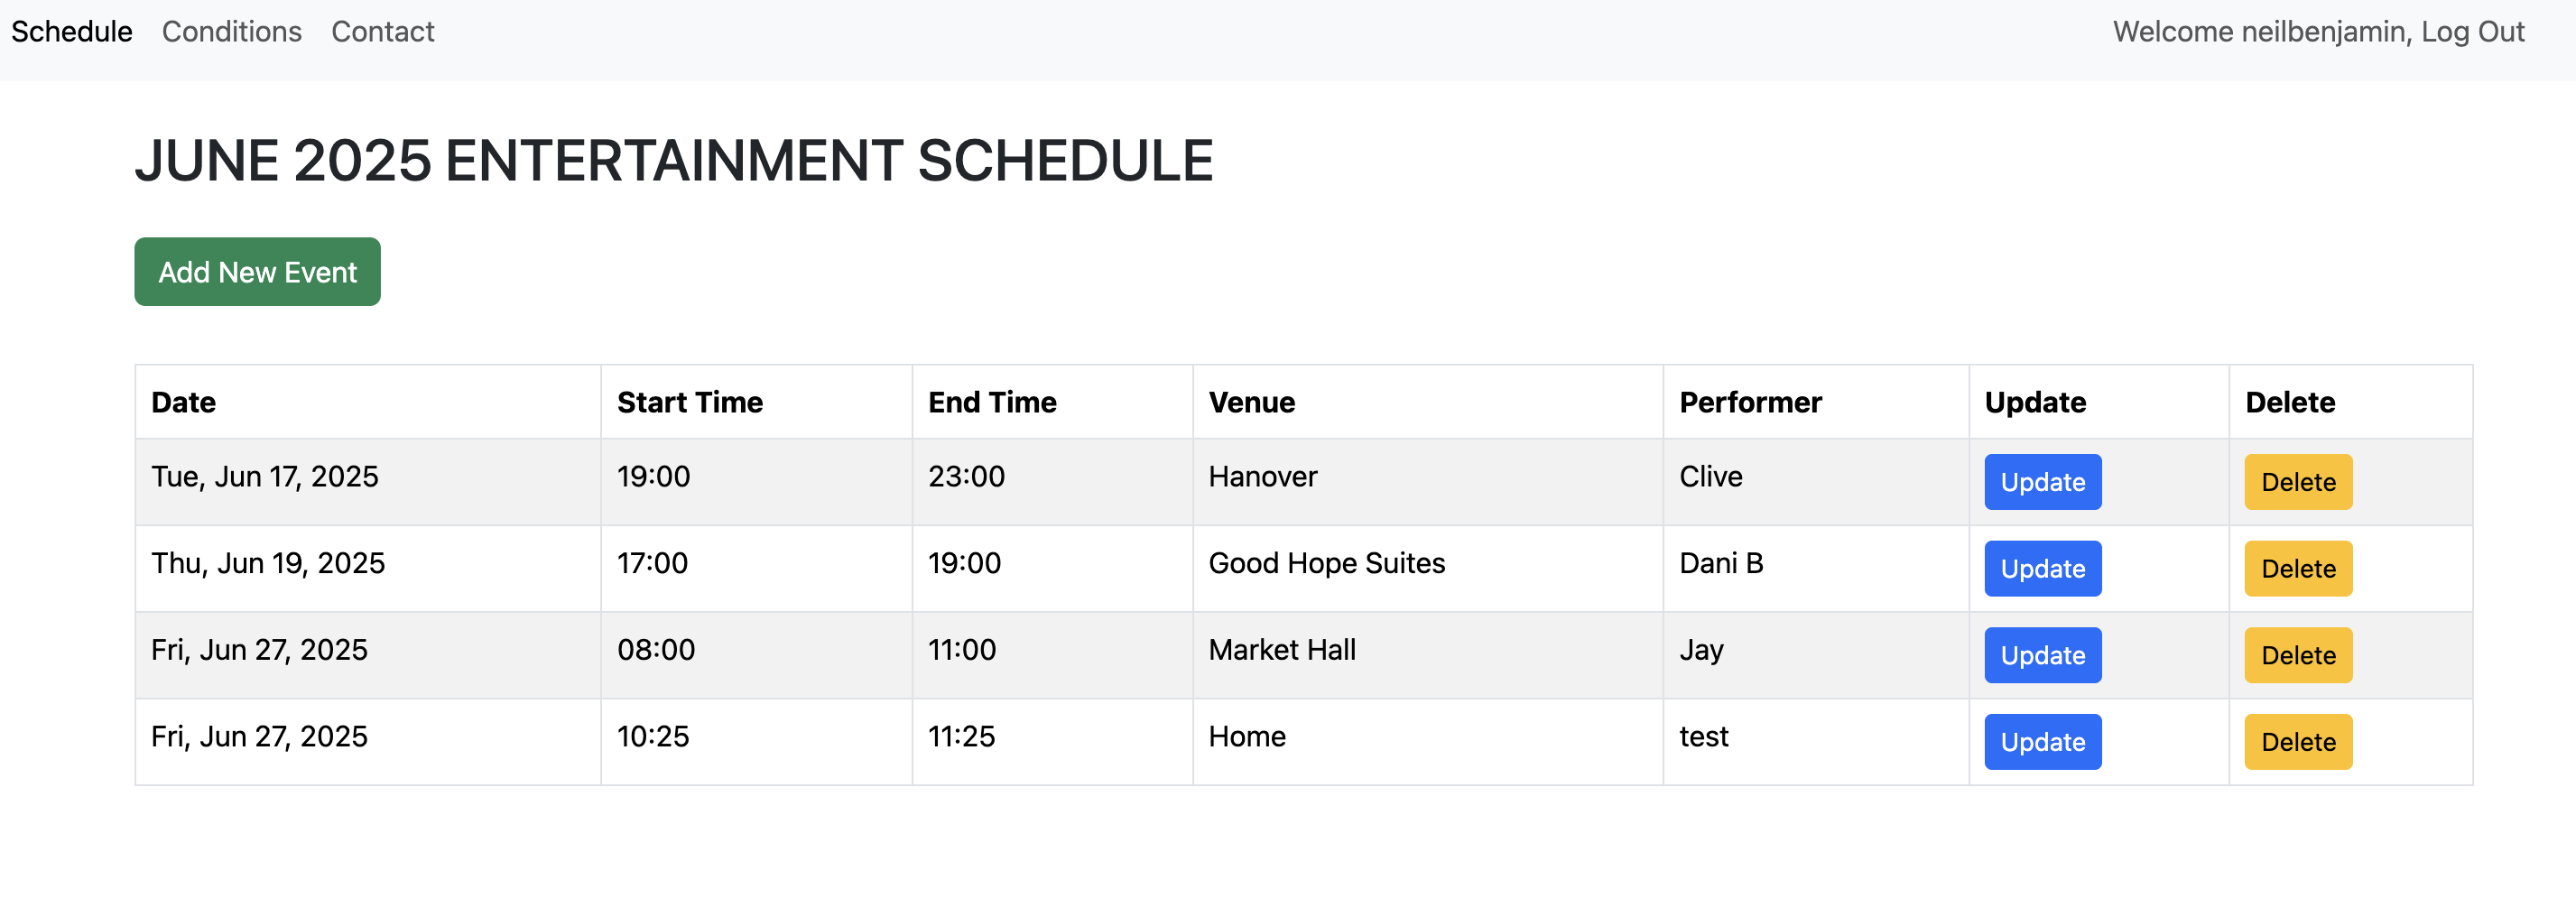 Schedule Conditions Contact Welcome neilbenjamin, Log Out
JUNE 2025 ENTERTAINMENT SCHEDULE
Add New Event
Date Start Time End Time Venue Performer Update Delete
Tue, Jun 17, 2025 19:00 23:00 Hanover Clive Update Delete
Thu, Jun 19, 2025 17:00 19:00 Good Hope Suites Dani B Update Delete
Fri, Jun 27, 2025 08:00 11:00 Market Hall Jay Update Delete
Fri, Jun 27, 2025 10:25 11:25 Home test Update Delete